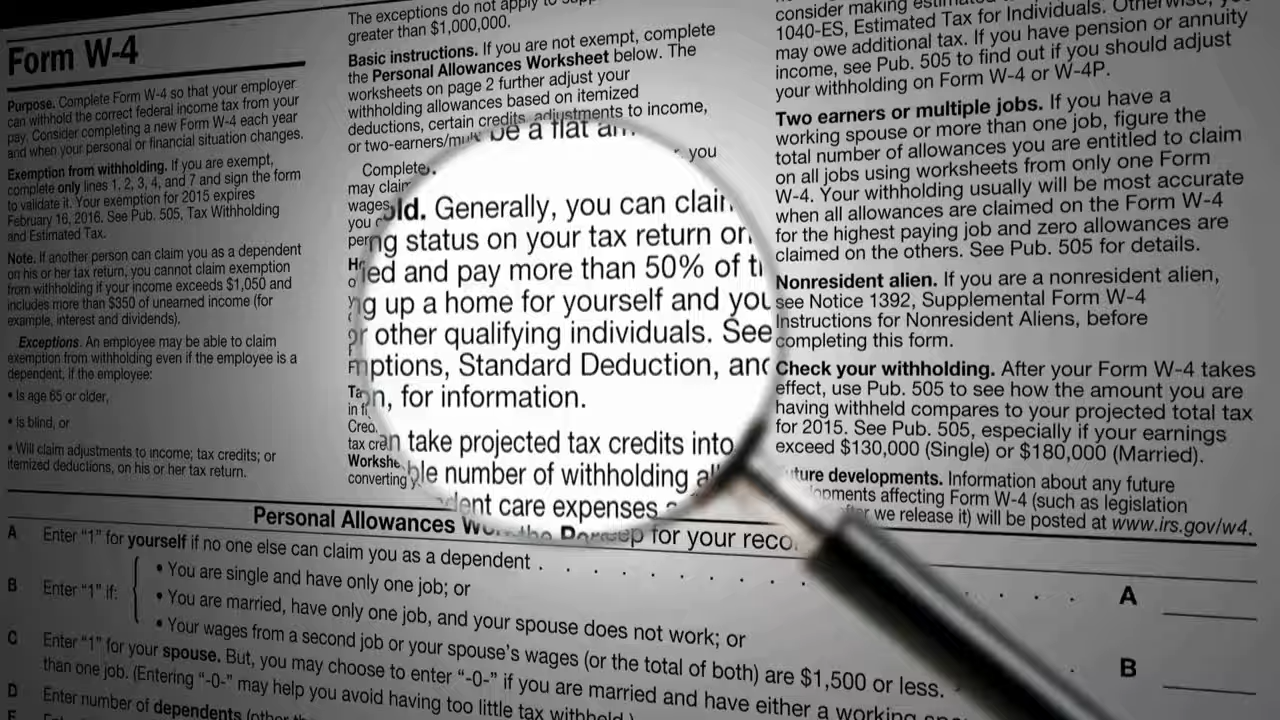 Form W-4
Purpose. Complete Form W-4 so that your employer
can withhold the correct federal income tax from your
pay. Consider completing a new Form W-4 each year
and when your personal or financial situation changes.
Exemption from withholding. If you are exempt,
complete only lines 1, 2, 3, 4, and 7 and sign the form
to validate it. Your exemption for 2015 expires
February 16, 2016. See Pub. 505, Tax Withholding
and Estimated Tax.
Note. If another person can claim you as a dependent
on his or her tax return, you cannot claim exemption
from withholding if your income exceeds $1,050 and
includes more than $350 of unearned income (for
example, interest and dividends).
Exceptions. An employee may be able to claim
exemption from withholding even if the employee is a
dependent, if the employee:
• Is age 65 or older,
• Is blind, or
• Will claim adjustments to income; tax credits; or
itemized deductions, on his or her tax return.
The exceptions do not apply to
greater than $1,000,000.
Basic instructions. If you are not exempt, complete
the Personal Allowances Worksheet below. The
worksheets on page 2 further adjust your
withholding allowances based on itemized
deductions, certain credits, adjustments to income,
or two-earners/
Complete
you
may claim
wages
you
be a flat
Generally, you can claim
status on your tax return
and pay more than 50% of
up a home for yourself and
or other qualifying individuals. See
Standard Deduction, and
for information.
take projected tax credits into
number of withholding
care expenses
tax
converting
consider making
1040-ES, Estimated Tax for Individuals. Otherwise,
may owe additional tax. If you have pension or annuity
income, see Pub. 505 to find out if you should adjust
your withholding on Form W-4 or W-4P.
Two earners or multiple jobs. If you have a
working spouse or more than one job, figure the
total number of allowances you are entitled to claim
on all jobs using worksheets from only one Form
W-4. Your withholding usually will be most accurate
when all allowances are claimed on the Form W-4
for the highest paying job and zero allowances are
claimed on the others. See Pub. 505 for details.
Nonresident alien. If you are a nonresident alien,
see Notice 1392, Supplemental Form W-4
Instructions for Nonresident Aliens, before
completing this form.
Check your withholding. After your Form W-4 takes
effect, use Pub. 505 to see how the amount you are
having withheld compares to your projected total tax
for 2015. See Pub. 505, especially if your earnings
exceed $130,000 (Single) or $180,000 (Married).
developments. Information about any future
affecting Form W-4 (such as legislation
we release it) will be posted at www.irs.gov/w4.
Personal Allowances
for your
A Enter “1” for yourself if no one else can claim you as a dependent . . . . . . . . . A
B Enter “1” if:
• You are single and have only one job; or
• You are married, have only one job, and your spouse does not work; or
• Your wages from a second job or your spouse’s wages (or the total of both) are $1,500 or less.
B
C Enter “1” for your spouse. But, you may choose to enter “-0-” if you are married and have either a working
than one job. (Entering “-0-” may help you avoid having too little tax withheld.)
D Enter number of dependents